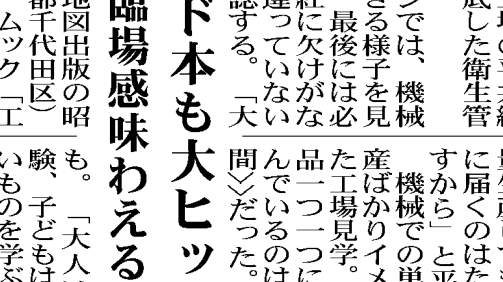 底した衛生管
ンでは、機械
きる様子を見
最後には必
紅に欠けがな
違っていない
認する。「大
に届くのはた
すから」と平
機械での単
産ばかりイメ
た工場見学。
品一つ一つに
んでいるのは
間》だった。
ド本も大ヒッ
臨場感味わえる
地図出版の昭
都千代田区）
ムック「工
も。「大人
験、子どもは
いものを学ぶ